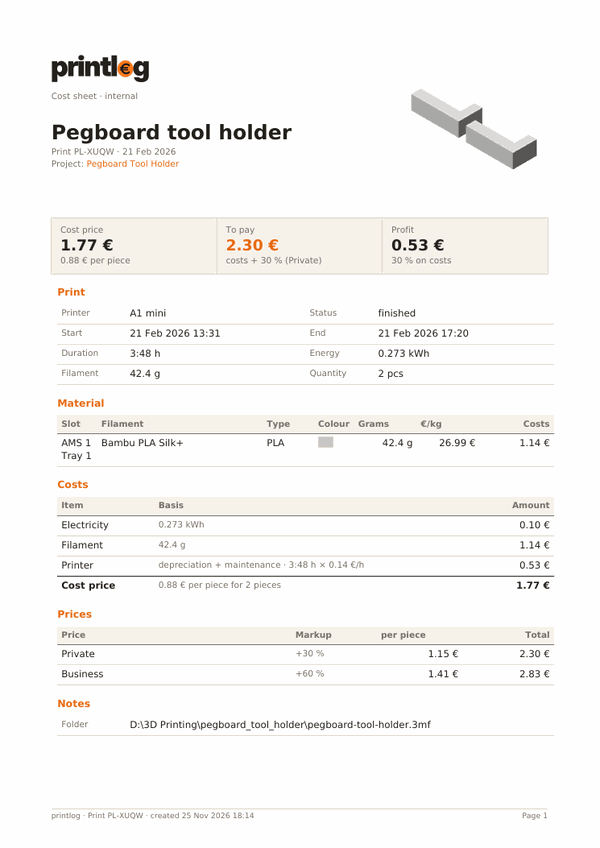 printl€g
Cost sheet · internal
Pegboard tool holder
Print PL-XUQW · 21 Feb 2026
Project: Pegboard Tool Holder
Cost price To pay Profit
1.77 € 2.30 € 0.53 €
0.88 € per piece costs + 30 % (Private) 30 % on costs
Print
Printer A1 mini Status finished
Start 21 Feb 2026 13:31 End 21 Feb 2026 17:20
Duration 3:48 h Energy 0.273 kWh
Filament 42.4 g Quantity 2 pcs
Material
Slot Filament Type Colour Grams €/kg Costs
AMS 1 Bambu PLA Silk+ PLA 42.4 g 26.99 € 1.14 €
Tray 1
Costs
Item Basis Amount
Electricity 0.273 kWh 0.10 €
Filament 42.4 g 1.14 €
Printer depreciation + maintenance · 3:48 h × 0.14 €/h 0.53 €
Cost price 0.88 € per piece for 2 pieces 1.77 €
Prices
Price Markup per piece Total
Private +30 % 1.15 € 2.30 €
Business +60 % 1.41 € 2.83 €
Notes
Folder D:\3D Printing\pegboard_tool_holder\pegboard-tool-holder.3mf
printlog · Print PL-XUQW · created 25 Nov 2026 18:14 Page 1